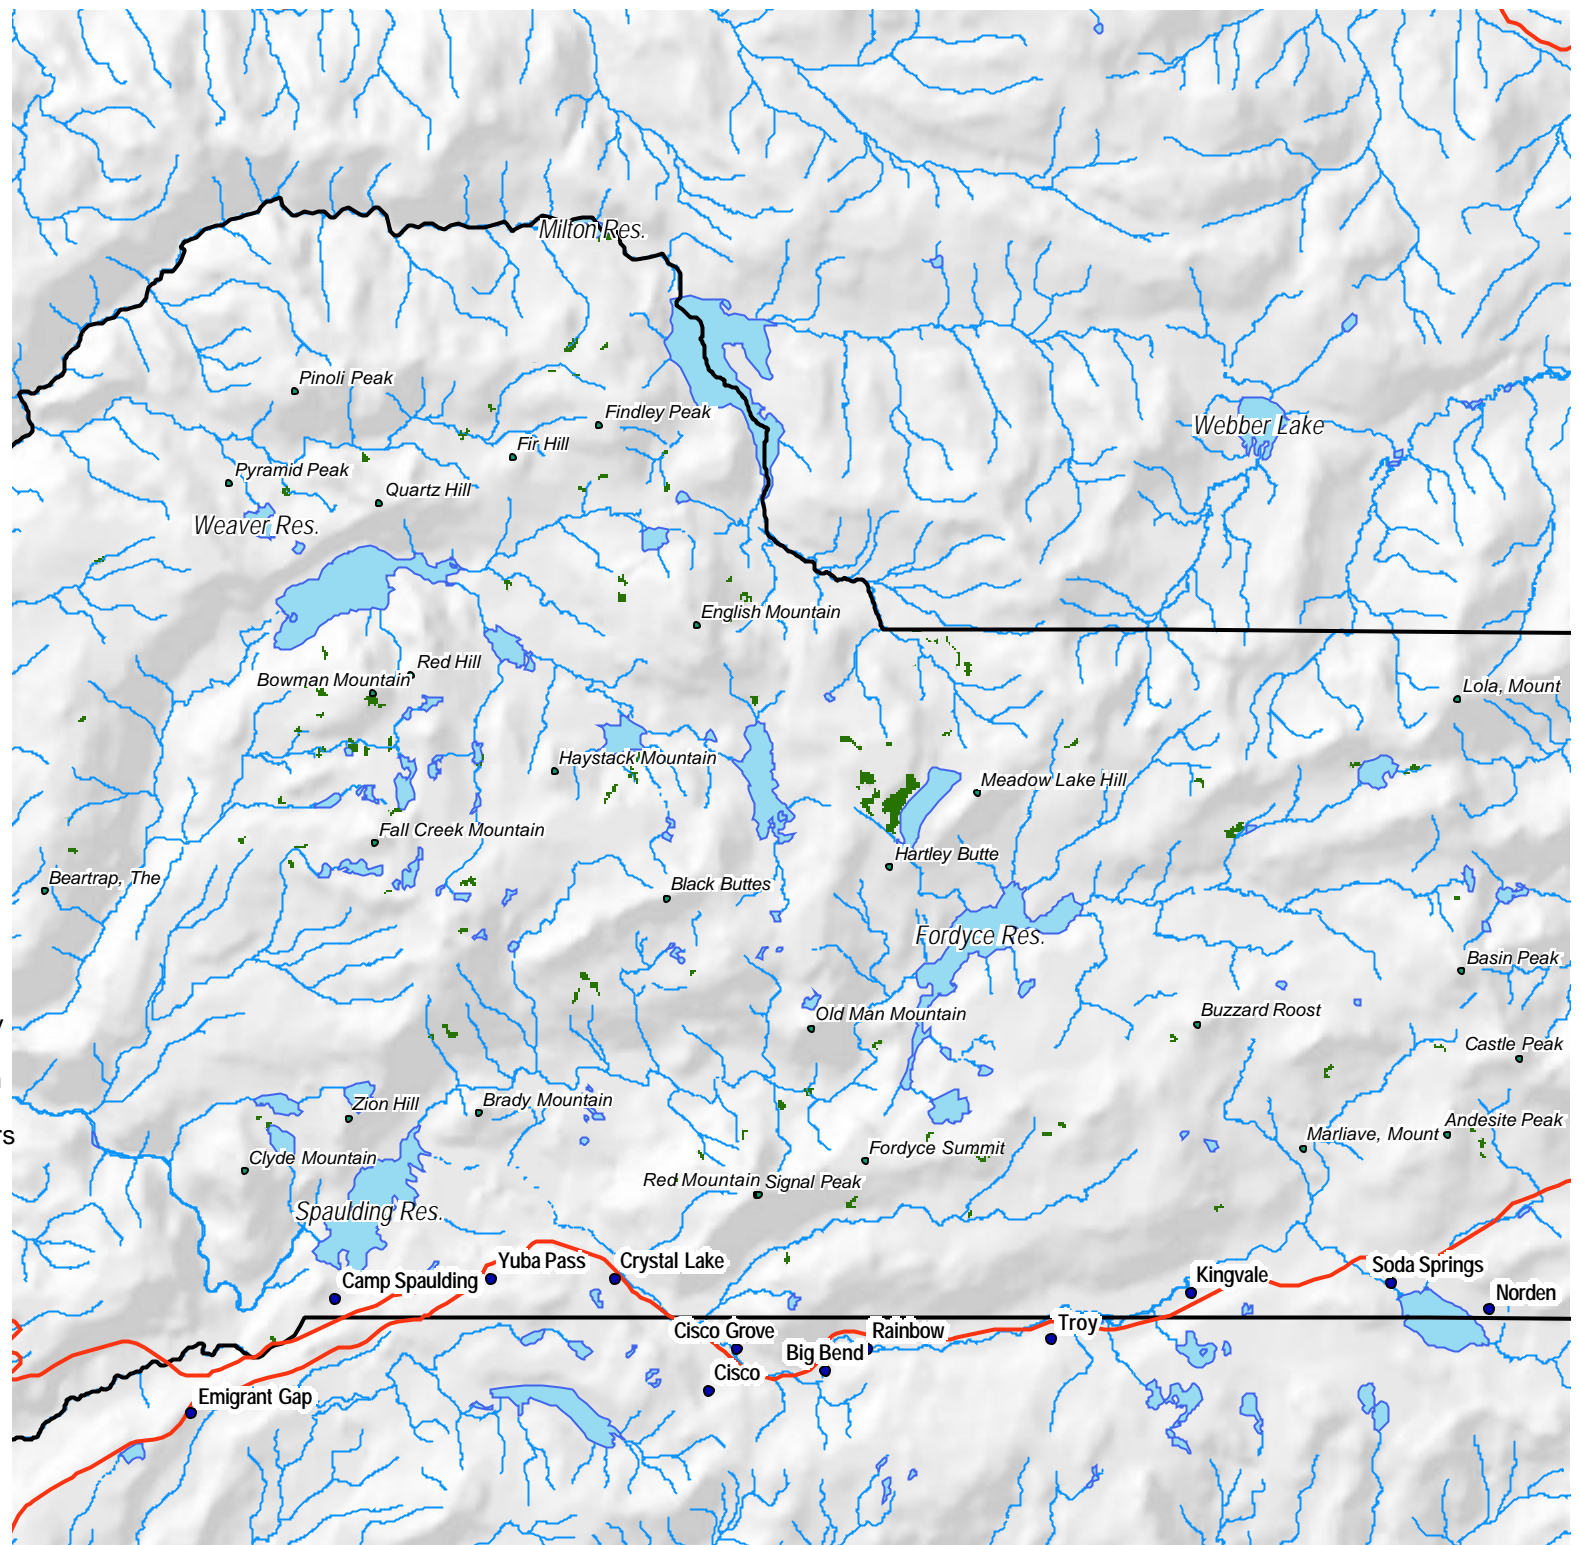 Milton Res.
Pinoli Peak
Findley Peak
Webber Lake
Fir Hill
Pyramid Peak
Quartz Hill
Weaver Res.
English Mountain
Red Hill
Bowman Mountain
Lola, Mount
Haystack Mountain
Meadow Lake Hill
Fall Creek Mountain
Hartley Butte
Beartrap, The
Black Buttes
Fordyce Res.
Basin Peak
Old Man Mountain
Buzzard Roost
Castle Peak
Zion Hill
Brady Mountain
Andesite Peak
rs
Marliave, Mount
Fordyce Summit
Clyde Mountain
Red Mountain
Signal Peak
Spaulding Res.
Yuba Pass
Crystal Lake
Soda Springs
Kingvale
Camp Spaulding
Norden
Troy
Cisco Grove
Rainbow
Big Bend
Cisco
Emigrant Gap